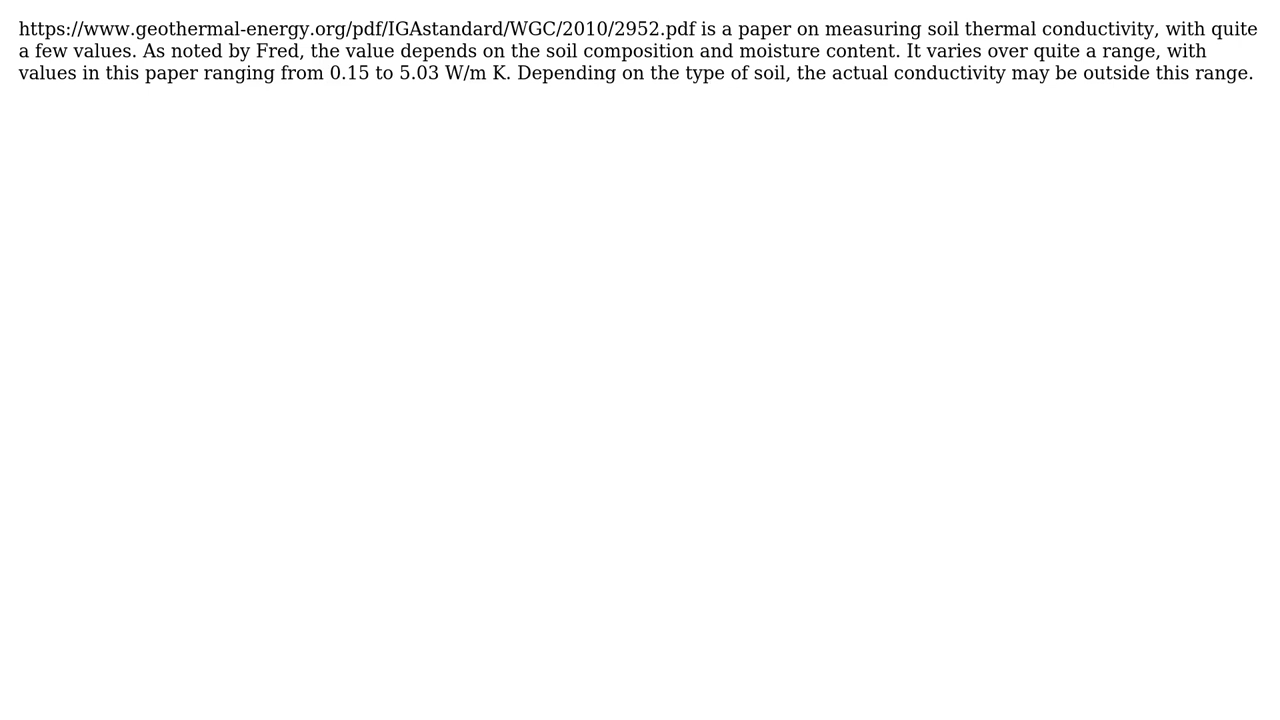 https://www.geothermal-energy.org/pdf/IGAstandard/WGC/2010/2952.pdf is a paper on measuring soil thermal conductivity, with quite
a few values. As noted by Fred, the value depends on the soil composition and moisture content. It varies over quite a range, with
values in this paper ranging from 0.15 to 5.03 W/m K. Depending on the type of soil, the actual conductivity may be outside this range.